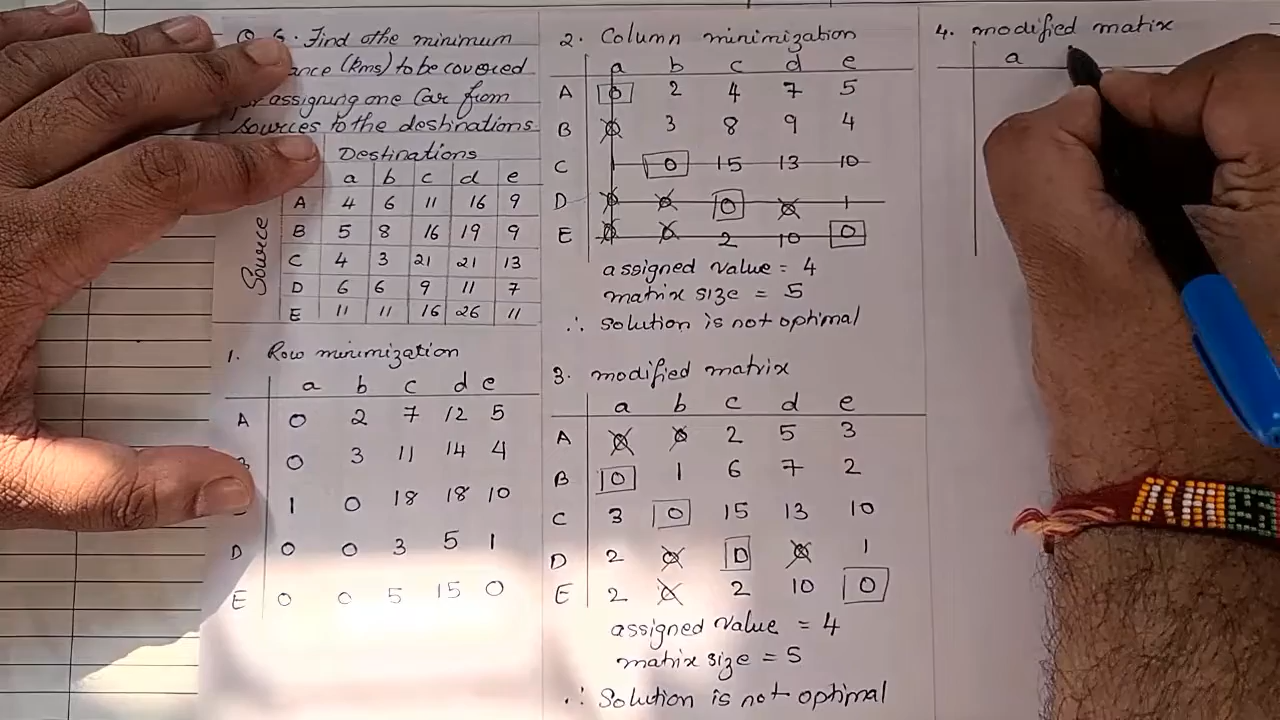 Q 6. Find the minimum
ance (kms) to be covered
assigning one Car from
sources to the destinations.
Destinations
Source
a b c d e
A 4 6 11 16 9
B 5 8 16 19 9
C 4 3 21 21 13
D 6 6 9 11 7
E 11 11 16 26 11
1. Row minimization
a b c d e
A 0 2 7 12 5
0 3 11 14 4
1 0 18 18 10
D 0 0 3 5 1
E 0 0 5 15 0
2. Column minimization
a b c d e
A 0 2 4 7 5
B 0 3 8 9 4
C 0 15 13 10
D 0 0 0 0 1
E 0 0 2 10 0
assigned value = 4
matrix size = 5
∴ solution is not optimal
3. modified matrix
a b c d e
A 0 0 2 5 3
B 0 1 6 7 2
C 3 0 15 13 10
D 2 0 0 0 1
E 2 0 2 10 0
assigned value = 4
matrix size = 5
∴ Solution is not optimal
4. modified matix
a